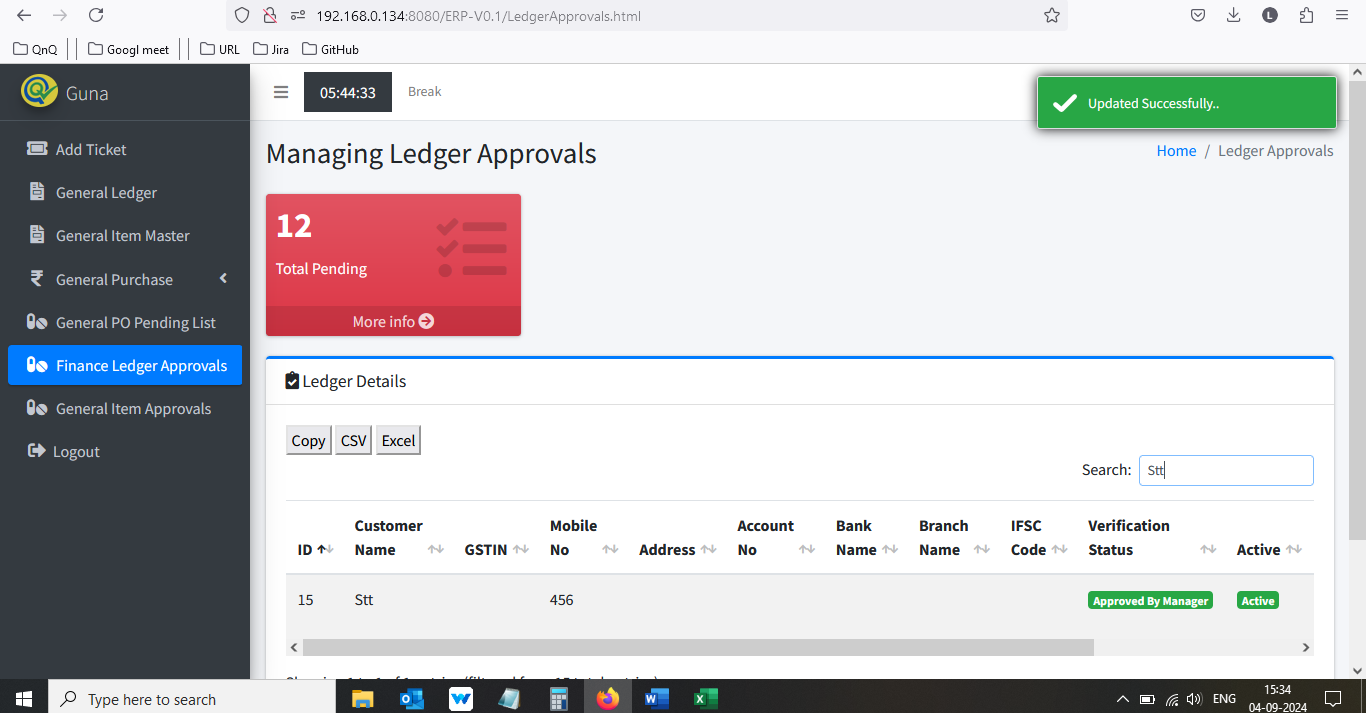 192.168.0.134:8080/ERP-V0.1/LedgerApprovals.html
L
QnQ
Googl meet
URL
Jira
GitHub
Guna
05:44:33
Break
Updated Successfully..
Add Ticket
General Ledger
General Item Master
General Purchase
General PO Pending List
Finance Ledger Approvals
General Item Approvals
Logout
Managing Ledger Approvals
Home / Ledger Approvals
12
Total Pending
More info
Ledger Details
Copy CSV Excel
Search: Stt
ID
Customer Name
GSTIN
Mobile No
Address
Account No
Bank Name
Branch Name
IFSC Code
Verification Status
Active
15 Stt 456 Approved By Manager Active
Type here to search
ENG
15:34
04-09-2024